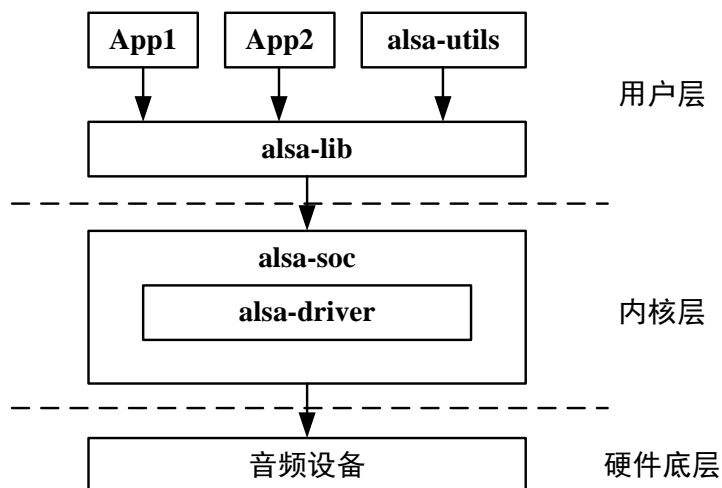 App1 App2 alsa-utils
用户层
alsa-lib
alsa-soc
alsa-driver
内核层
音频设备 硬件底层